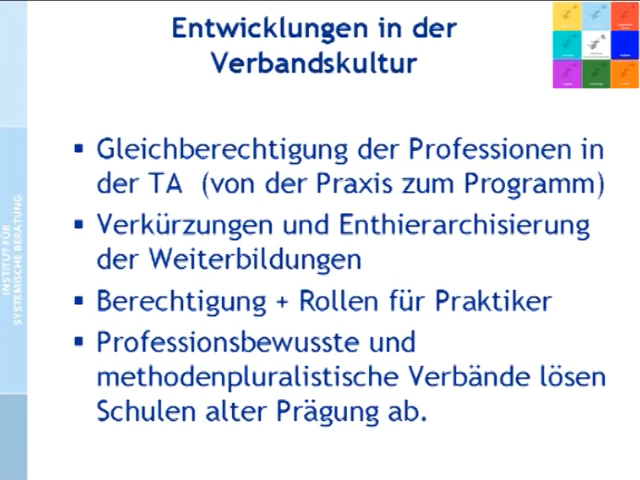 Entwicklungen in der
Verbandskultur
▪ Gleichberechtigung der Professionen in
der TA (von der Praxis zum Programm)
▪ Verkürzungen und Enthierarchisierung
der Weiterbildungen
▪ Berechtigung + Rollen für Praktiker
▪ Professionsbewusste und
methodenpluralistische Verbände lösen
Schulen alter Prägung ab.
INSTITUT FÜR
SYSTEMISCHE BERATUNG